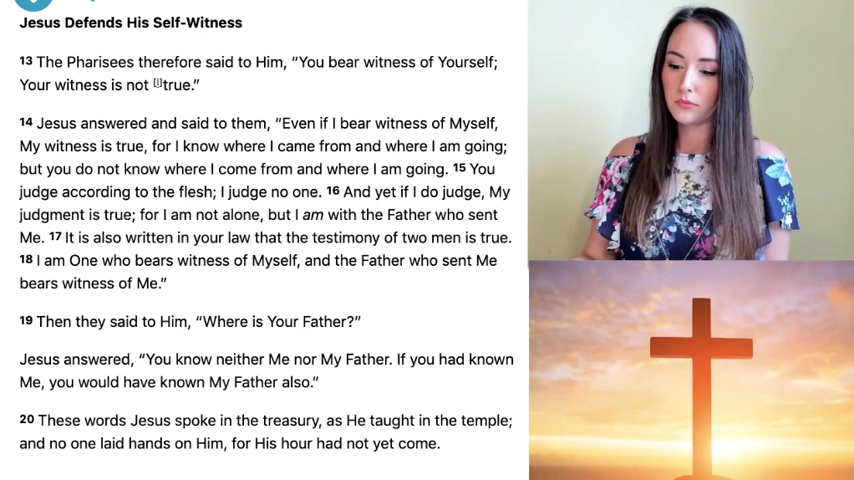 Jesus Defends His Self-Witness
13 The Pharisees therefore said to Him, “You bear witness of Yourself;
Your witness is not [j]true.”
14 Jesus answered and said to them, “Even if I bear witness of Myself,
My witness is true, for I know where I came from and where I am going;
but you do not know where I come from and where I am going. 15 You
judge according to the flesh; I judge no one. 16 And yet if I do judge, My
judgment is true; for I am not alone, but I am with the Father who sent
Me. 17 It is also written in your law that the testimony of two men is true.
18 I am One who bears witness of Myself, and the Father who sent Me
bears witness of Me.”
19 Then they said to Him, “Where is Your Father?”
Jesus answered, “You know neither Me nor My Father. If you had known
Me, you would have known My Father also.”
20 These words Jesus spoke in the treasury, as He taught in the temple;
and no one laid hands on Him, for His hour had not yet come.